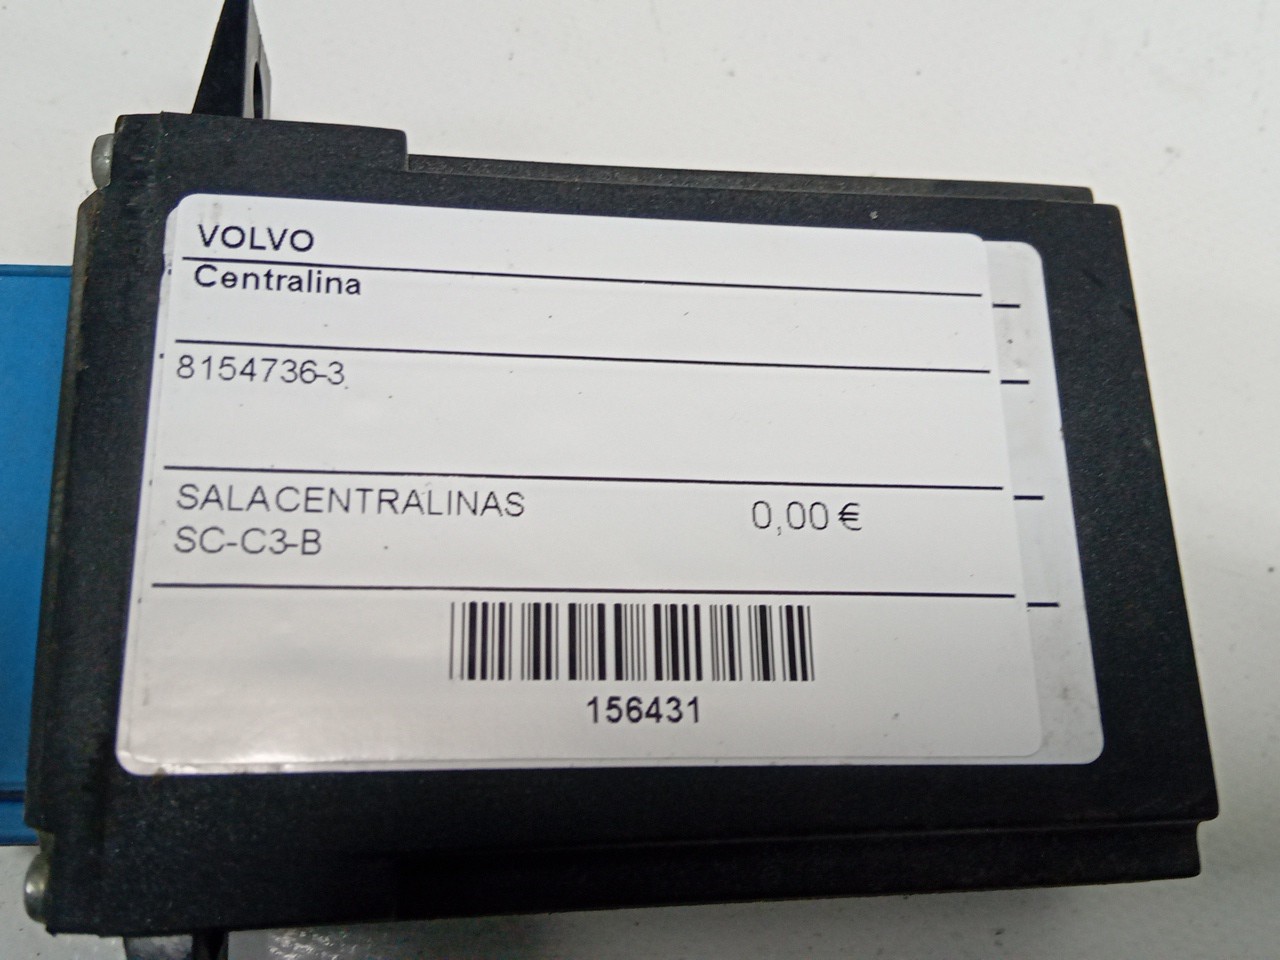 VOLVO
Centralina
8154736-3
SALACENTRALINAS 0,00 €
SC-C3-B
156431